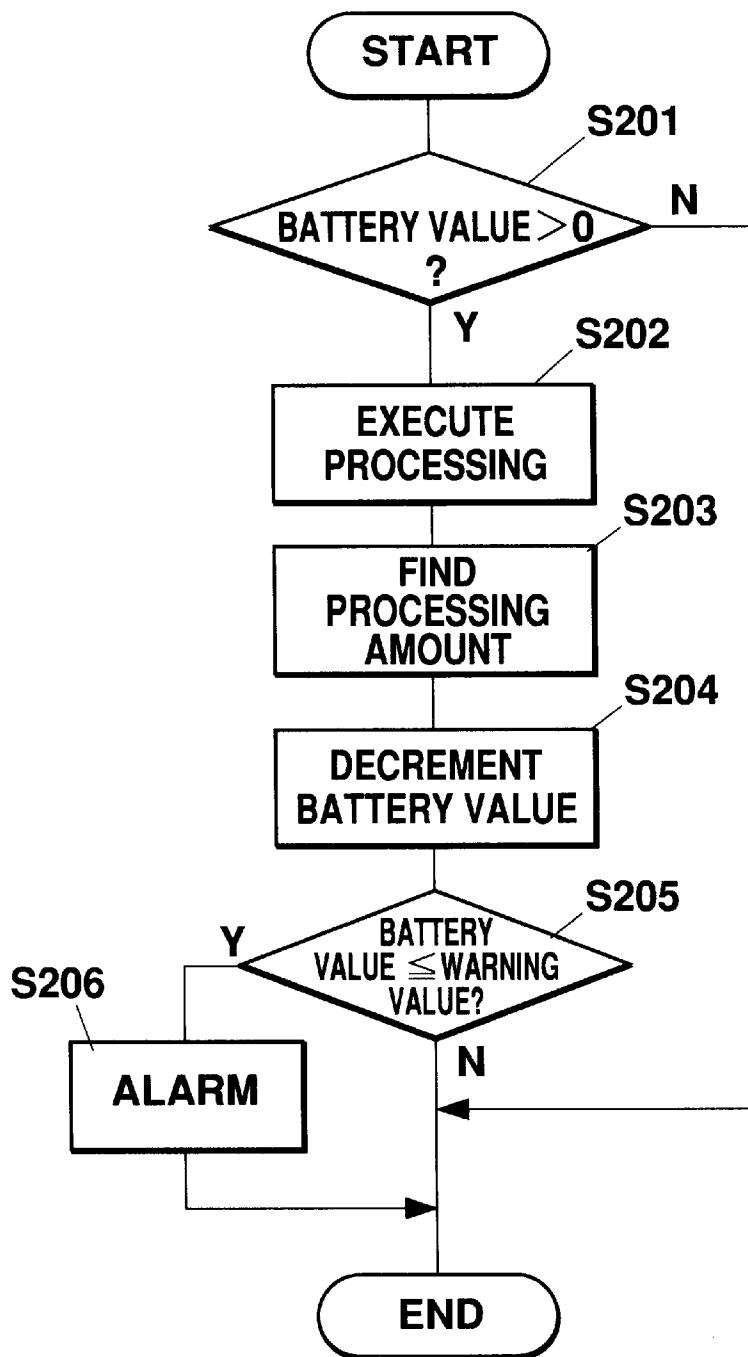 START
S201
N
BATTERY VALUE >0
?
Y
S202
EXECUTE
PROCESSING
S203
FIND
PROCESSING
AMOUNT
S204
DECREMENT
BATTERY VALUE
S205
Y
BATTERY
VALUE ≦ WARNING
VALUE?
S206
N
ALARM
END